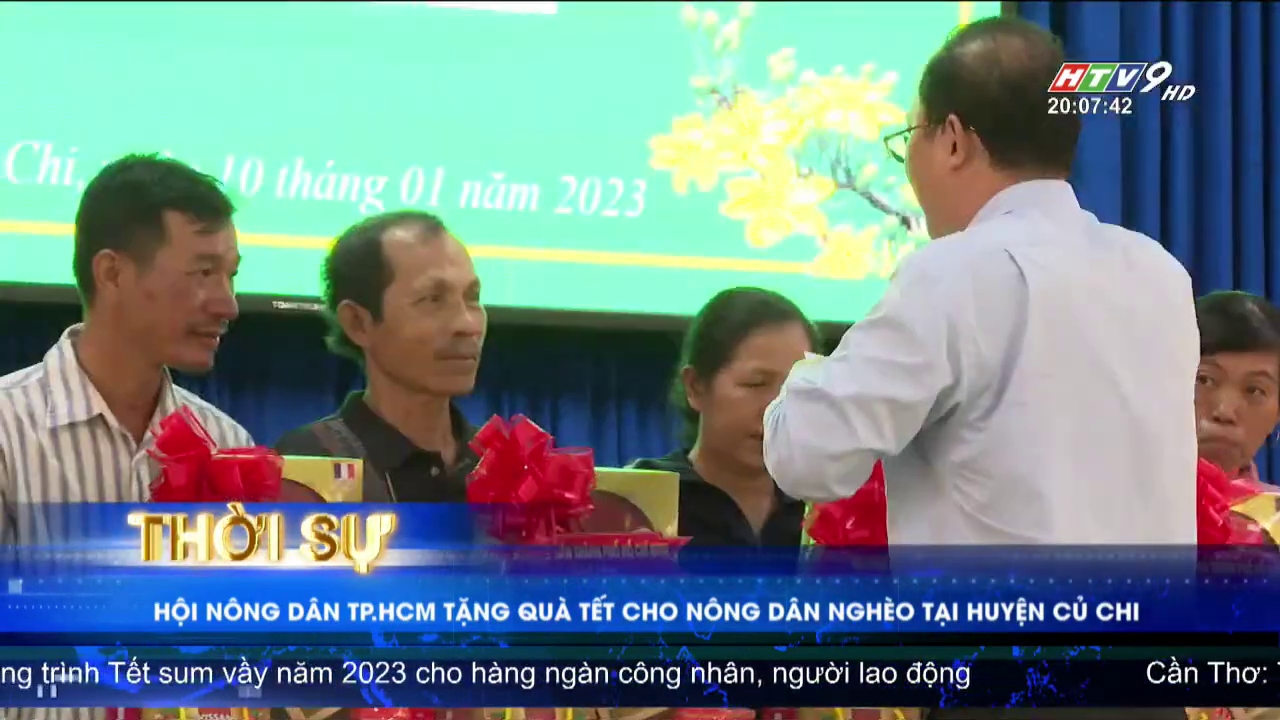 HTV9 HD
20:07:42
Chi, 10 tháng 01 năm 2023
THỜI SỰ
HỘI NÔNG DÂN TP.HCM TẶNG QUÀ TẾT CHO NÔNG DÂN NGHÈO TẠI HUYỆN CỦ CHI
ng trình Tết sum vầy năm 2023 cho hàng ngàn công nhân, người lao động Cần Thơ: